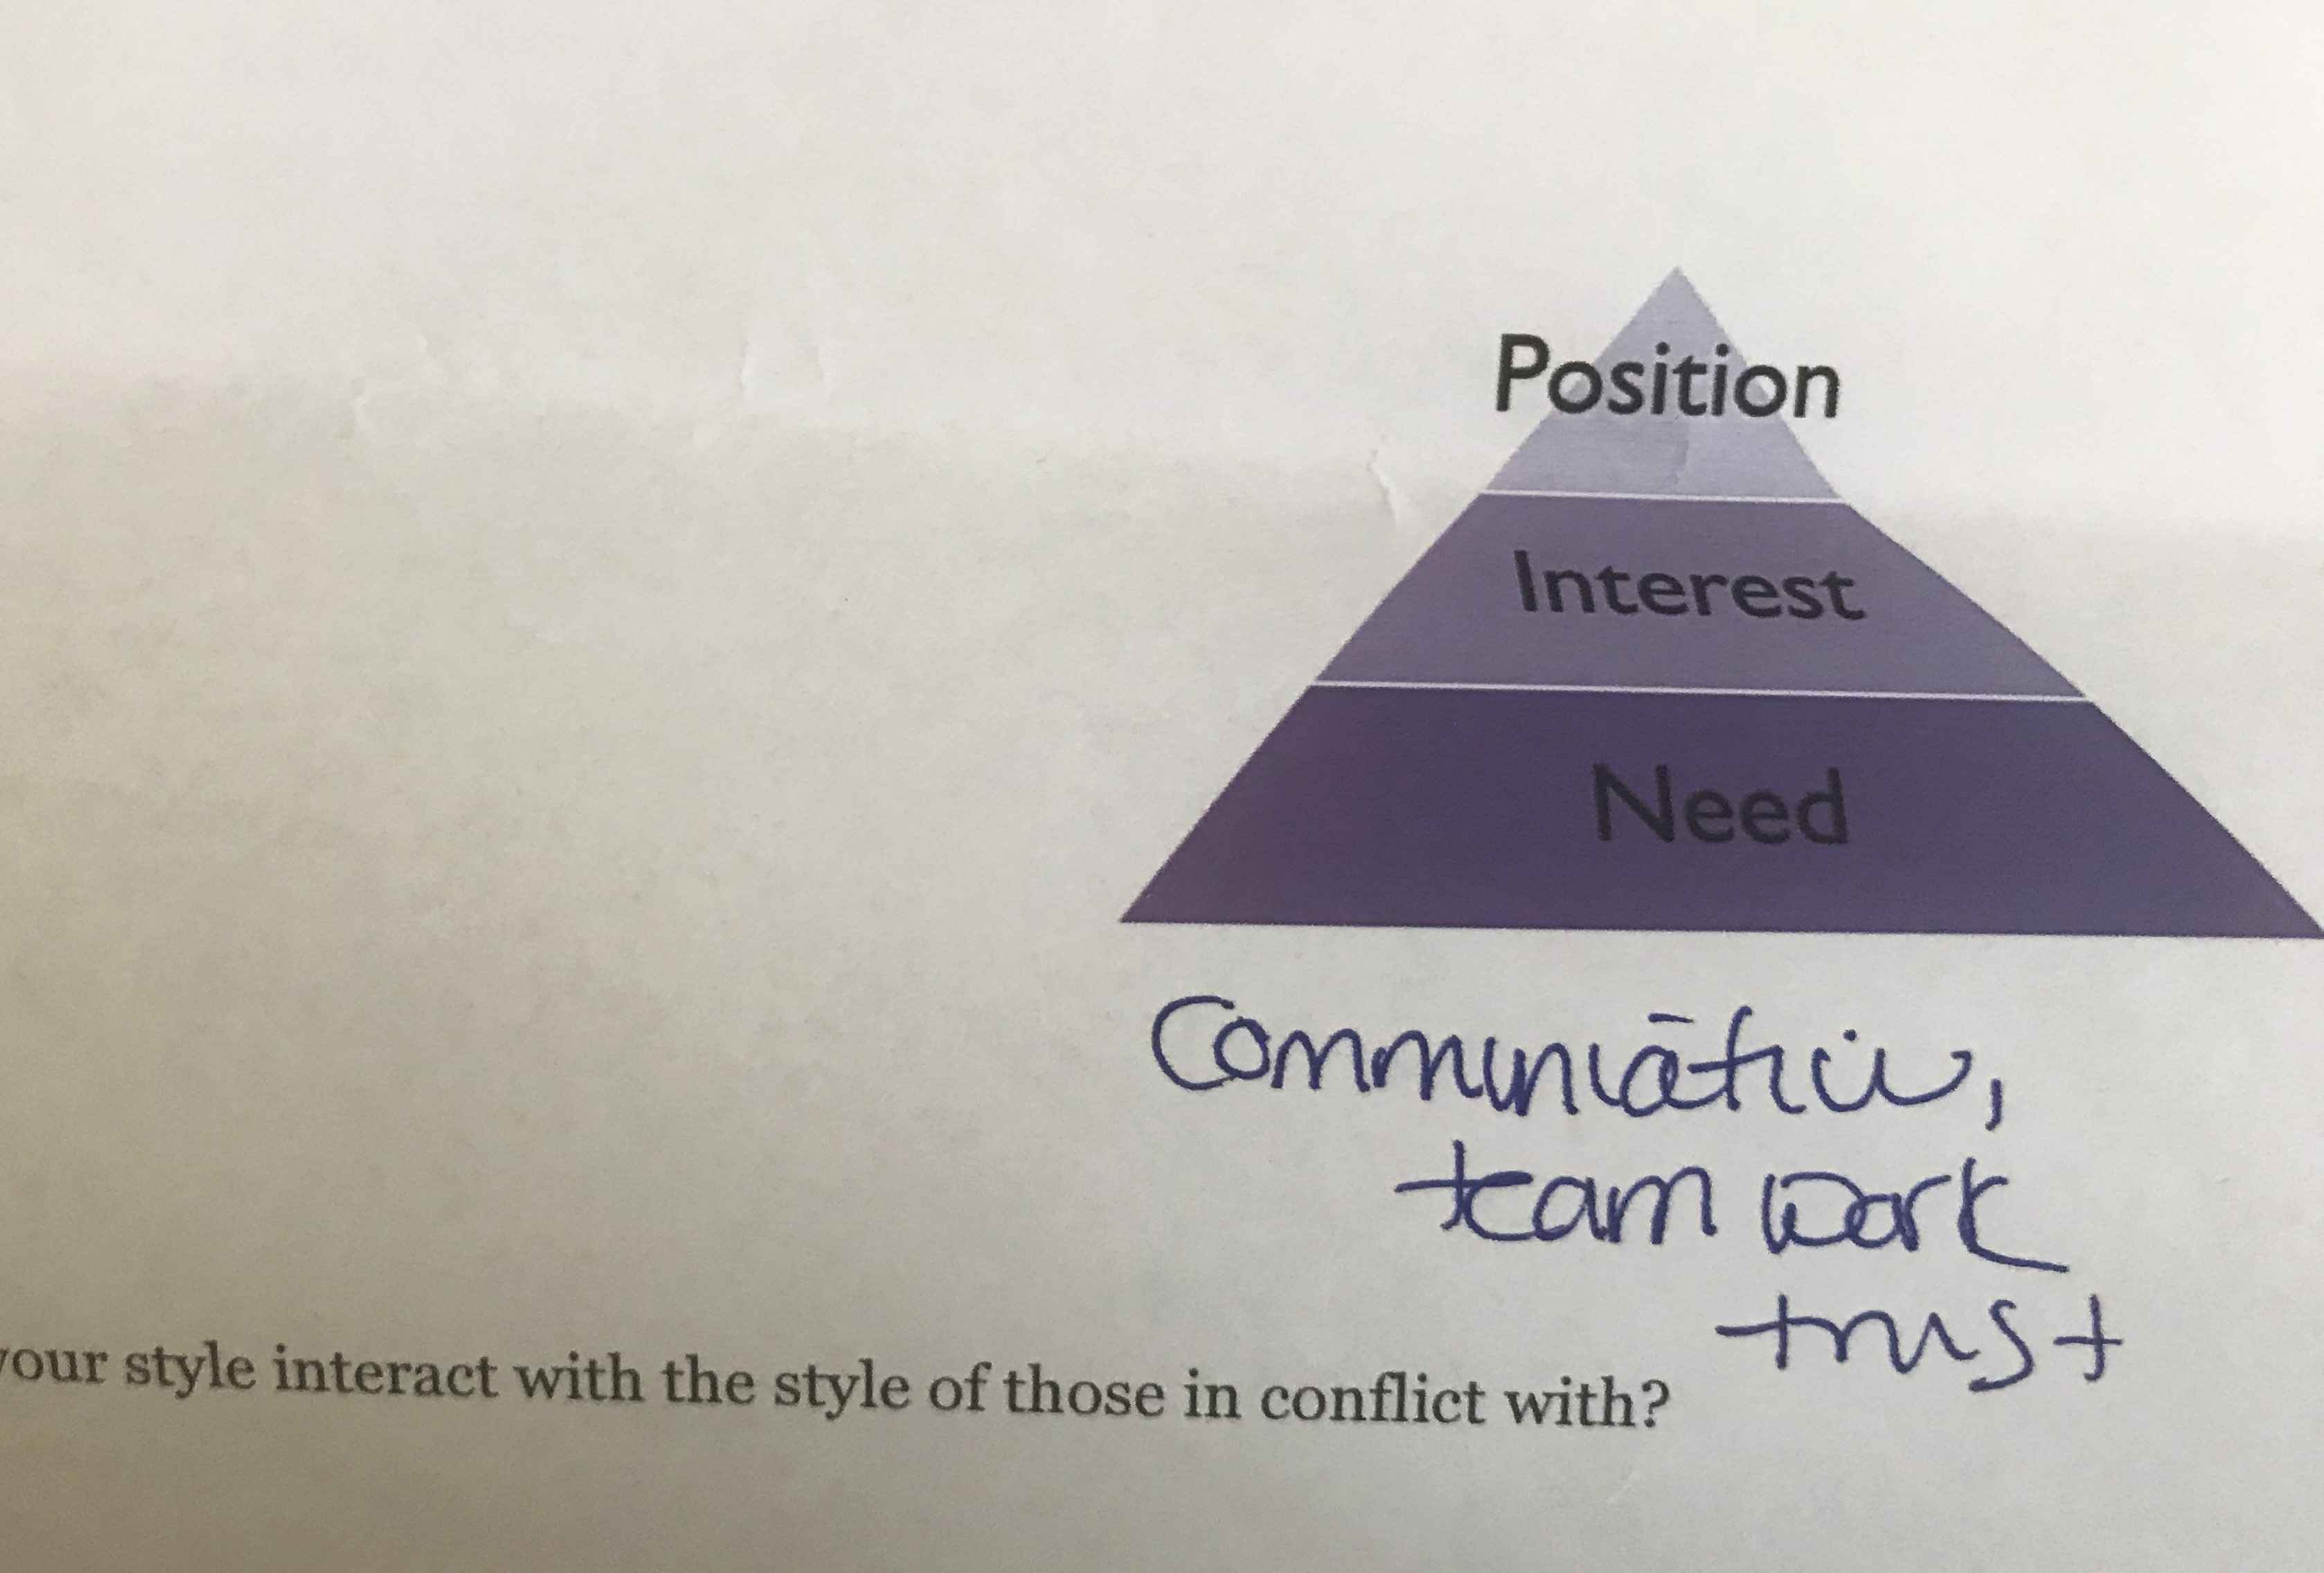 Position
Interest
Need
Communication,
team work
trust
your style interact with the style of those in conflict with?